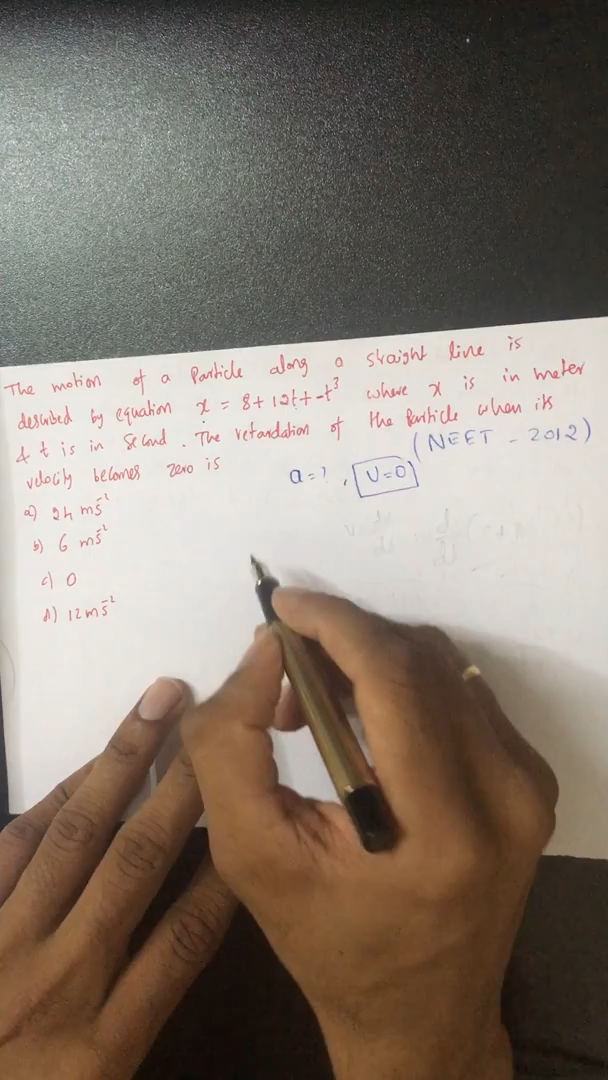 The motion of a Particle along a straight line is
described by equation x = 8+12t-t³ where x is in meter
& t is in Second. The retardation of the Particle when its
velocity becomes zero is
(NEET - 2012)
a = ? , V=0
a) 24 ms⁻²
b) 6 ms⁻²
c) 0
d) 12 ms⁻²